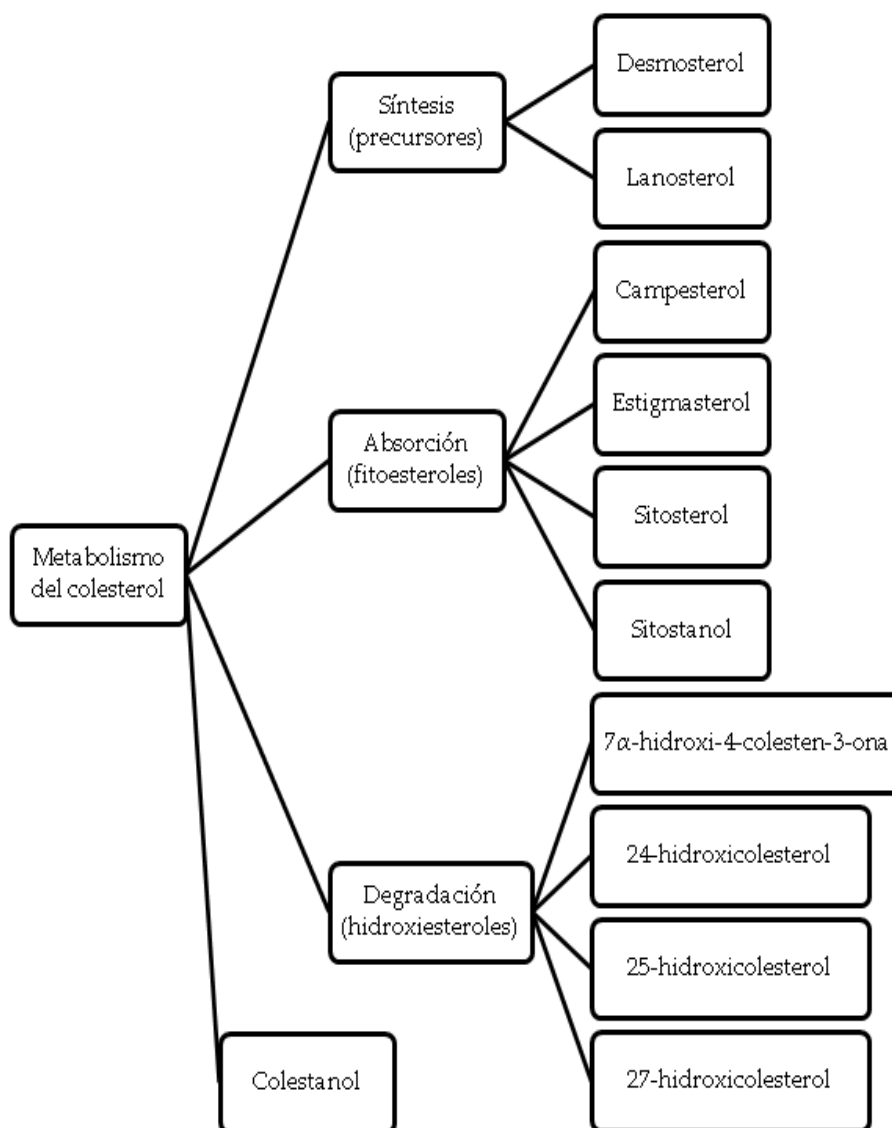 Metabolismo
del colesterol
Síntesis
(precursores)
Desmosterol
Lanosterol
Absorción
(fitoesteroles)
Campesterol
Estigmasterol
Sitosterol
Sitostanol
Degradación
(hidroxiesteroles)
7α-hidroxi-4-colesten-3-ona
24-hidroxicolesterol
25-hidroxicolesterol
27-hidroxicolesterol
Colestanol